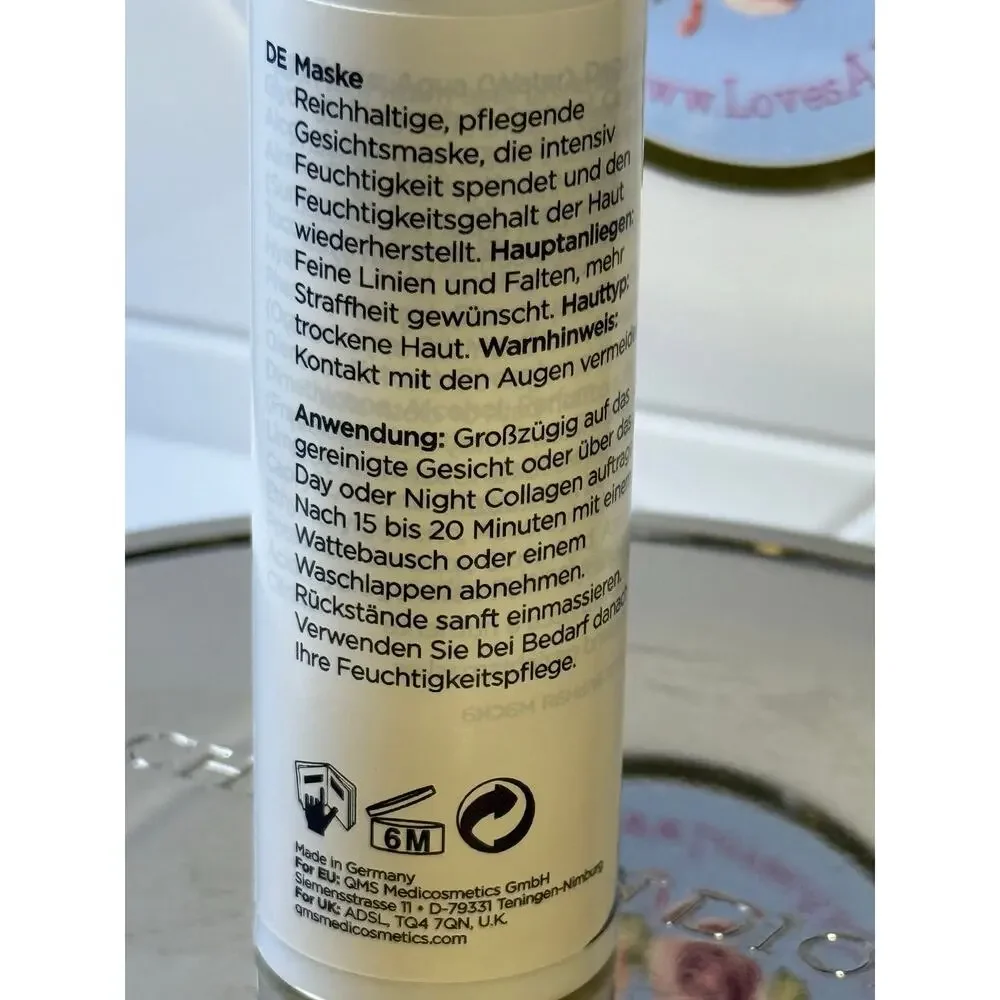 DE Maske
Reichhaltige, pflegende
Gesichtsmaske, die intensiv
Feuchtigkeit spendet und den
Feuchtigkeitsgehalt der Haut
wiederherstellt. Hauptanliegen:
Feine Linien und Falten, mehr
Straffheit gewünscht. Hauttyp:
trockene Haut. Warnhinweis:
Kontakt mit den Augen
Anwendung: Großzügig auf das
gereinigte Gesicht oder über das
Day oder Night Collagen
Nach 15 bis 20 Minuten mit einem
Wattebausch oder einem
Waschlappen abnehmen.
Rückstände sanft einmassieren.
Verwenden Sie bei Bedarf danach
Ihre Feuchtigkeitspflege.
6M
Made in Germany
For EU: QMS Medicosmetics GmbH
Siemensstrasse 11 • D-79331 Teningen-Nimburg
For UK: ADSL, TQ4 7QN, U.K.
qmsmedicosmetics.com